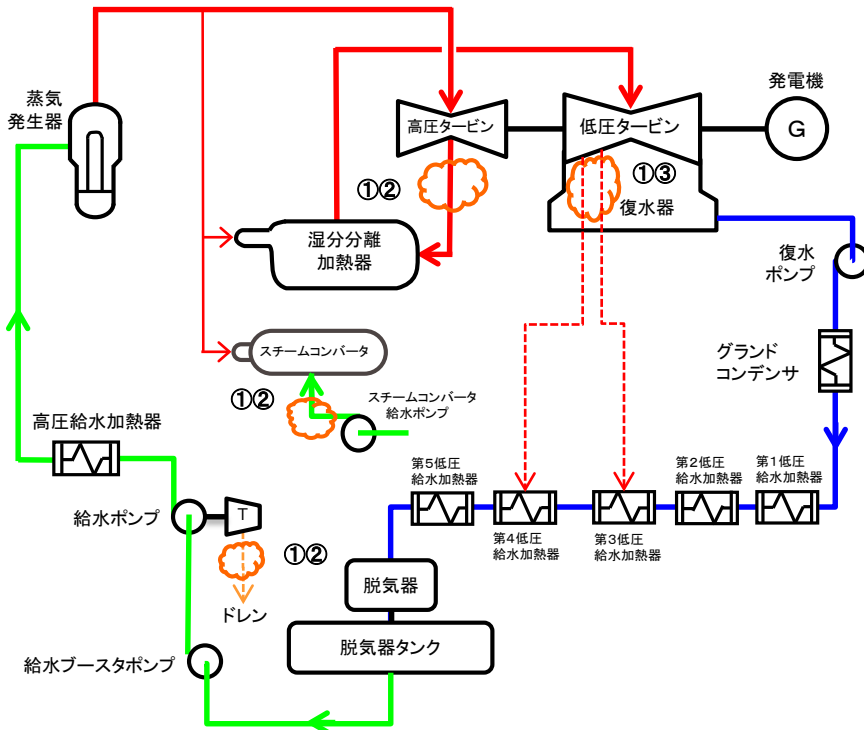 蒸気
発生器
高圧タービン
低圧タービン
発電機
G
①②
①③
復水器
湿分分離
加熱器
復水
ポンプ
スチームコンバータ
グランド
コンデンサ
①②
スチームコンバータ
給水ポンプ
高圧給水加熱器
第5低圧
給水加熱器
第2低圧
給水加熱器
第1低圧
給水加熱器
給水ポンプ
T
第4低圧
給水加熱器
第3低圧
給水加熱器
①②
脱気器
ドレン
脱気器タンク
給水ブースタポンプ